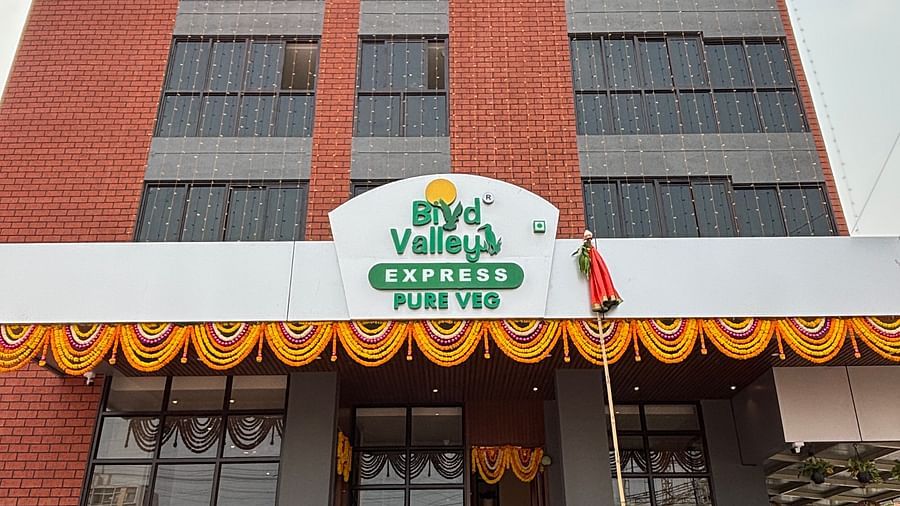 Bird ®
Valley
EXPRESS
PURE VEG